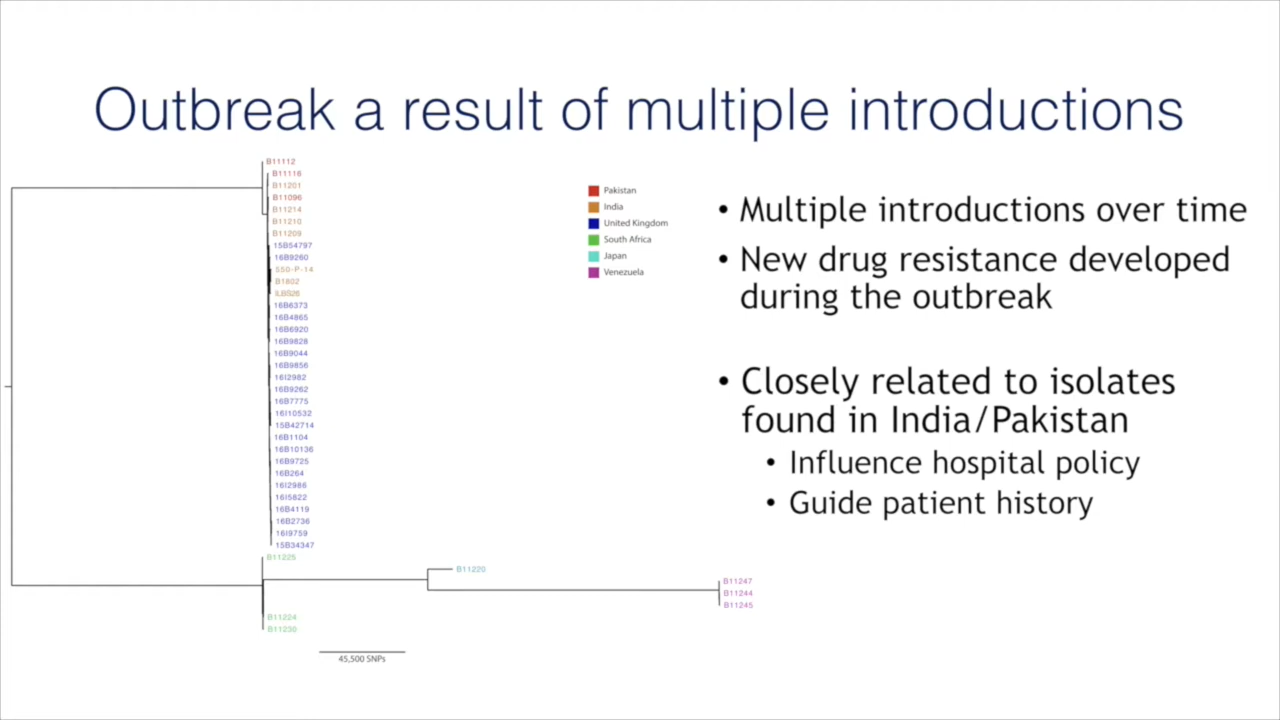 Outbreak a result of multiple introductions
B11112
B11118
B11201
B11096
B11214
B11210
B11209
15B54797
16B9260
S50-P-14
B1802
ILBS26
16B6373
16B4865
16B6920
16B9828
16B9044
16B9856
16I2982
16B9262
16B7775
16I10532
15B42714
16B1104
16B10136
16B9725
16B264
16I2986
16I5822
16B4119
16B2736
16I9759
15B34347
B11225
B11220
B11247
B11244
B11245
B11224
B11230
45,500 SNPs
Pakistan
India
United Kingdom
South Africa
Japan
Venezuela
• Multiple introductions over time
• New drug resistance developed
during the outbreak
• Closely related to isolates
found in India/Pakistan
• Influence hospital policy
• Guide patient history